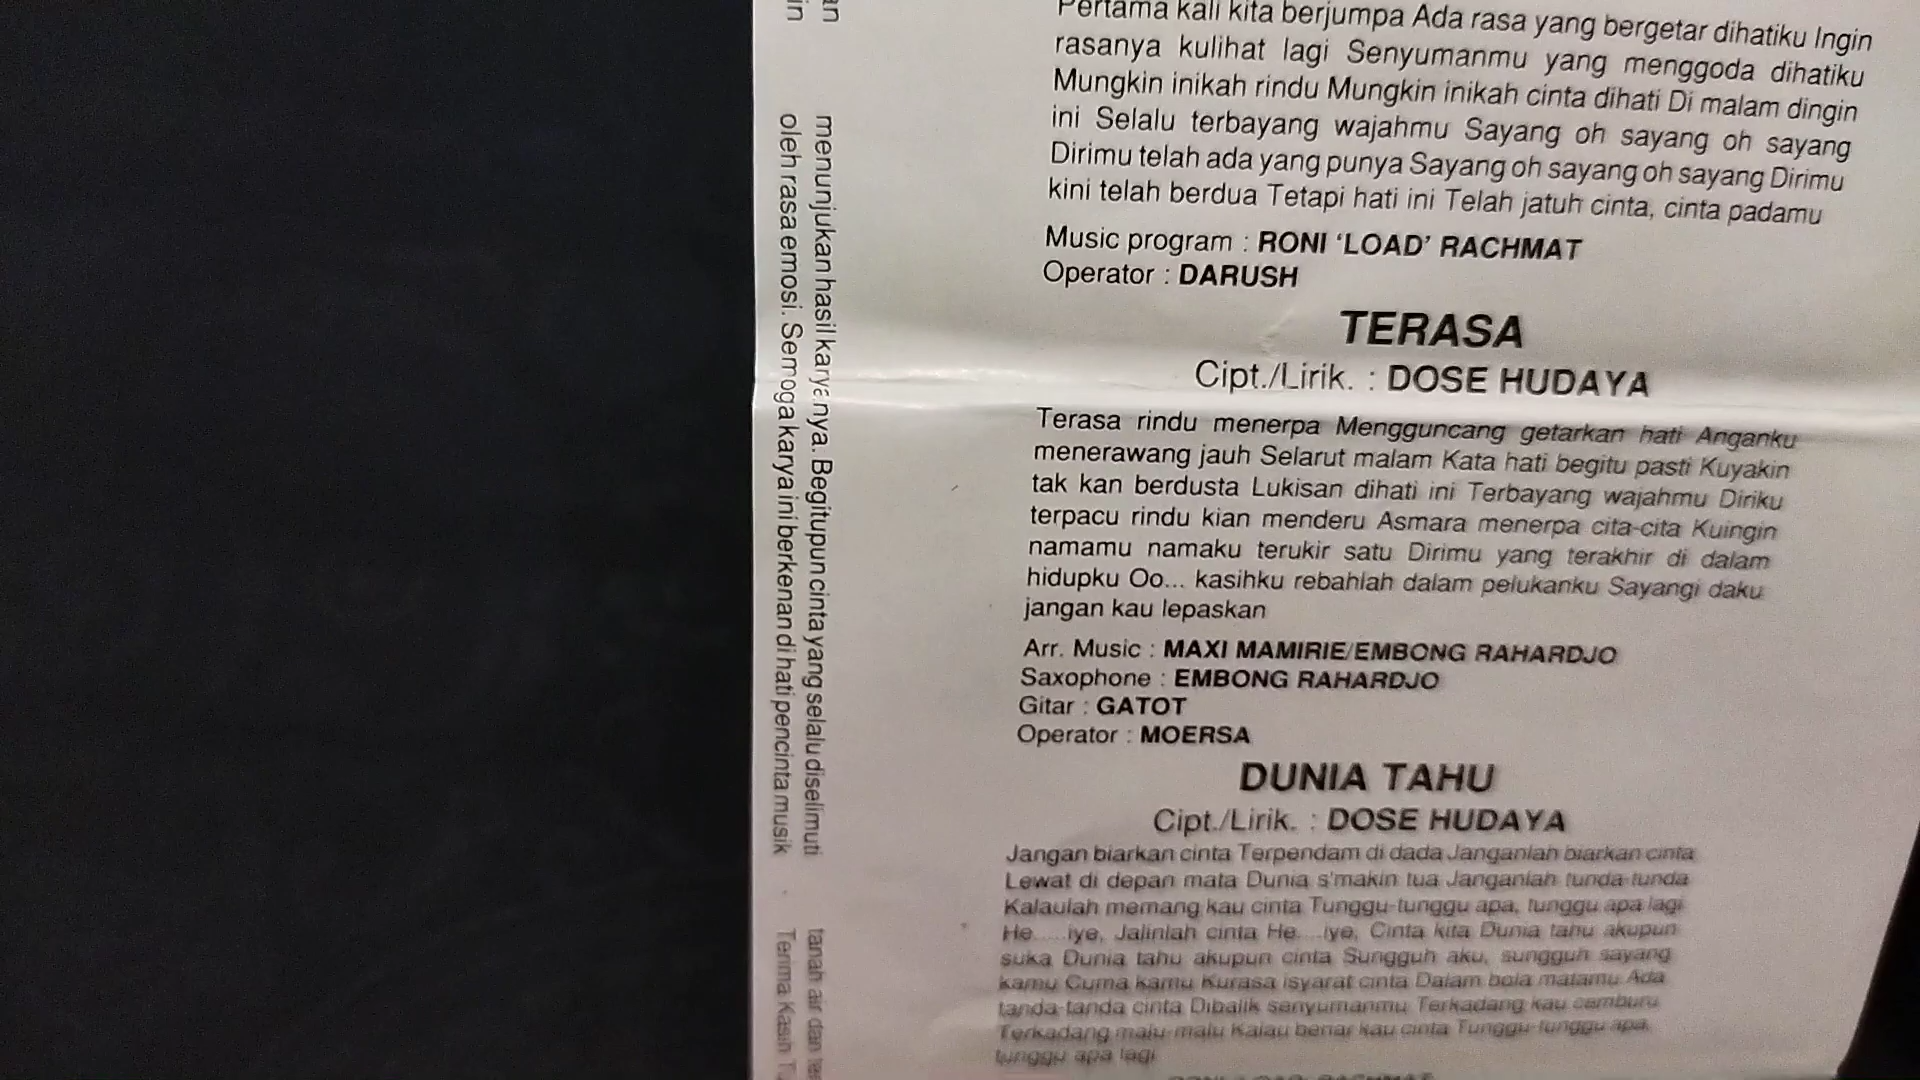 Pertama kali kita berjumpa Ada rasa yang bergetar dihatiku Ingin
rasanya kulihat lagi Senyumanmu yang menggoda dihatiku
Mungkin inikah rindu Mungkin inikah cinta dihati Di malam dingin
ini Selalu terbayang wajahmu Sayang oh sayang oh sayang
Dirimu telah ada yang punya Sayang oh sayang oh sayang Dirimu
kini telah berdua Tetapi hati ini Telah jatuh cinta, cinta padamu
Music program : RONI ‘LOAD’ RACHMAT
Operator : DARUSH
TERASA
Cipt./Lirik. : DOSE HUDAYA
Terasa rindu menerpa Mengguncang getarkan hati Anganku
menerawang jauh Selarut malam Kata hati begitu pasti Kuyakin
tak kan berdusta Lukisan dihati ini Terbayang wajahmu Diriku
terpacu rindu kian menderu Asmara menerpa cita-cita Kuingin
namamu namaku terukir satu Dirimu yang terakhir di dalam
hidupku Oo... kasihku rebahlah dalam pelukanku Sayangi daku
jangan kau lepaskan
Arr. Music : MAXI MAMIRIE/EMBONG RAHARDJO
Saxophone : EMBONG RAHARDJO
Gitar : GATOT
Operator : MOERSA
DUNIA TAHU
Cipt./Lirik. : DOSE HUDAYA
Jangan biarkan cinta Terpendam di dada Janganlah biarkan cinta
Lewat di depan mata Dunia s'makin tua Janganlah tunda-tunda
Kalaulah memang kau cinta Tunggu-tunggu apa, tunggu apa lagi
He.....iye, Jalinlah cinta He....iye, Cinta kita Dunia tahu akupun
suka Dunia tahu akupun cinta Sungguh aku, sungguh sayang
kamu Cuma kamu Kurasa isyarat cinta Dalam bola matamu Ada
tanda-tanda cinta Dibalik senyumanmu Terkadang kau cemburu
Terkadang malu-malu Kalau benar kau cinta Tunggu-tunggu apa,
tunggu apa lagi
menunjukan hasil karyanya. Begitupun cinta yang selalu diselimuti
oleh rasa emosi. Semoga karya ini berkenan di hati pencinta musik
tanah air dan
Terima Kasih